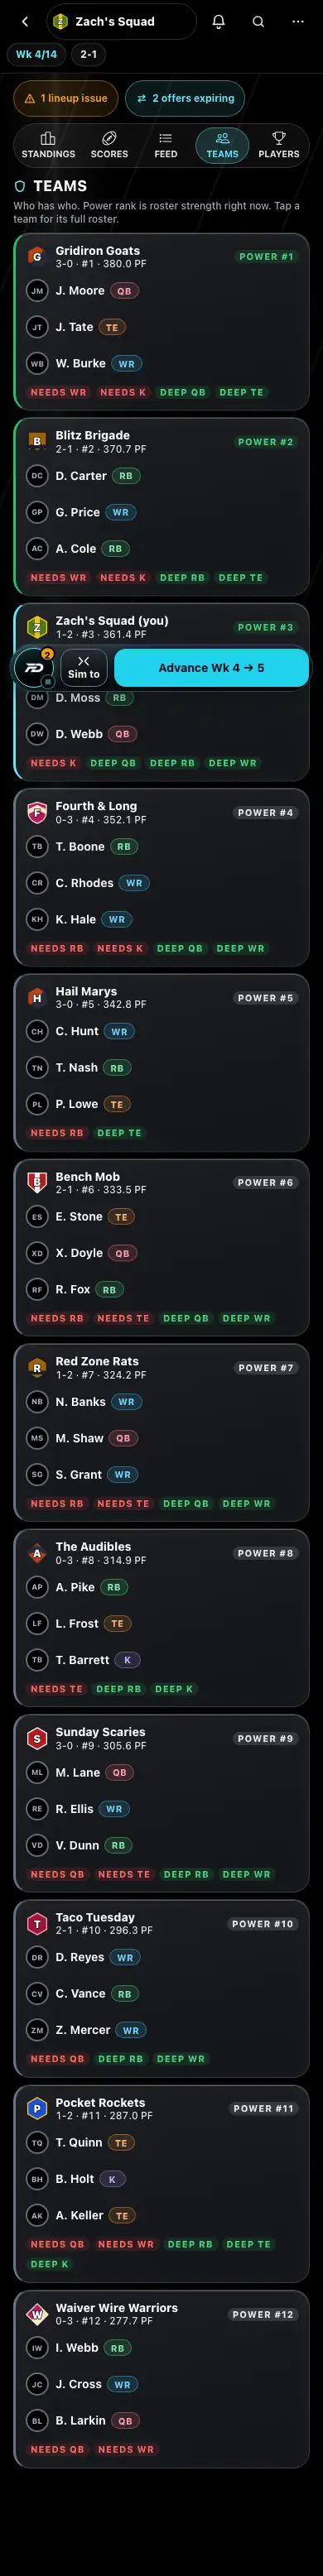 Z Zach's Squad
Wk 4/14 2-1
1 lineup issue 2 offers expiring
STANDINGS SCORES FEED TEAMS PLAYERS
TEAMS
Who has who. Power rank is roster strength right now. Tap a
team for its full roster.
G Gridiron Goats POWER #1
3-0 · #1 · 380.0 PF
JM J. Moore QB
JT J. Tate TE
WB W. Burke WR
NEEDS WR NEEDS K DEEP QB DEEP TE
B Blitz Brigade POWER #2
2-1 · #2 · 370.7 PF
DC D. Carter RB
GP G. Price WR
AC A. Cole RB
NEEDS WR NEEDS K DEEP RB DEEP TE
Z Zach's Squad (you) POWER #3
1-2 · #3 · 361.4 PF
2 Sim to Advance Wk 4 → 5
DM D. Moss RB
DW D. Webb QB
NEEDS K DEEP QB DEEP RB DEEP WR
F Fourth & Long POWER #4
0-3 · #4 · 352.1 PF
TB T. Boone RB
CR C. Rhodes WR
KH K. Hale WR
NEEDS RB NEEDS K DEEP QB DEEP WR
H Hail Marys POWER #5
3-0 · #5 · 342.8 PF
CH C. Hunt WR
TN T. Nash RB
PL P. Lowe TE
NEEDS RB DEEP TE
B Bench Mob POWER #6
2-1 · #6 · 333.5 PF
ES E. Stone TE
XD X. Doyle QB
RF R. Fox RB
NEEDS RB NEEDS TE DEEP QB DEEP WR
R Red Zone Rats POWER #7
1-2 · #7 · 324.2 PF
NB N. Banks WR
MS M. Shaw QB
SG S. Grant WR
NEEDS RB NEEDS TE DEEP QB DEEP WR
A The Audibles POWER #8
0-3 · #8 · 314.9 PF
AP A. Pike RB
LF L. Frost TE
TB T. Barrett K
NEEDS TE DEEP RB DEEP K
S Sunday Scaries POWER #9
3-0 · #9 · 305.6 PF
ML M. Lane QB
RE R. Ellis WR
VD V. Dunn RB
NEEDS QB NEEDS TE DEEP RB DEEP WR
T Taco Tuesday POWER #10
2-1 · #10 · 296.3 PF
DR D. Reyes WR
CV C. Vance RB
ZM Z. Mercer WR
NEEDS QB DEEP RB DEEP WR
P Pocket Rockets POWER #11
1-2 · #11 · 287.0 PF
TQ T. Quinn TE
BH B. Holt K
AK A. Keller TE
NEEDS QB NEEDS WR DEEP RB DEEP TE
DEEP K
W Waiver Wire Warriors POWER #12
0-3 · #12 · 277.7 PF
IW I. Webb RB
JC J. Cross WR
BL B. Larkin QB
NEEDS QB NEEDS WR